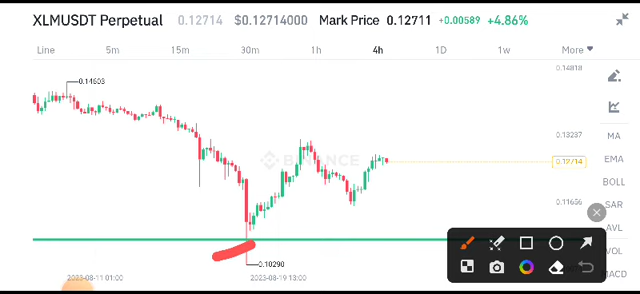 XLMUSDT Perpetual 0.12714 $0.12714000 Mark Price 0.12711 +0.00589 +4.86%
Line 5m 15m 30m 1h 4h 1D 1w More
0.14818
0.14603
0.13237
MA
BINANCE
EMA
0.12714
BOLL
0.11656
SAR
AVL
VOL
0.10290
MACD
2023-08-11 01:00 2023-08-19 13:00